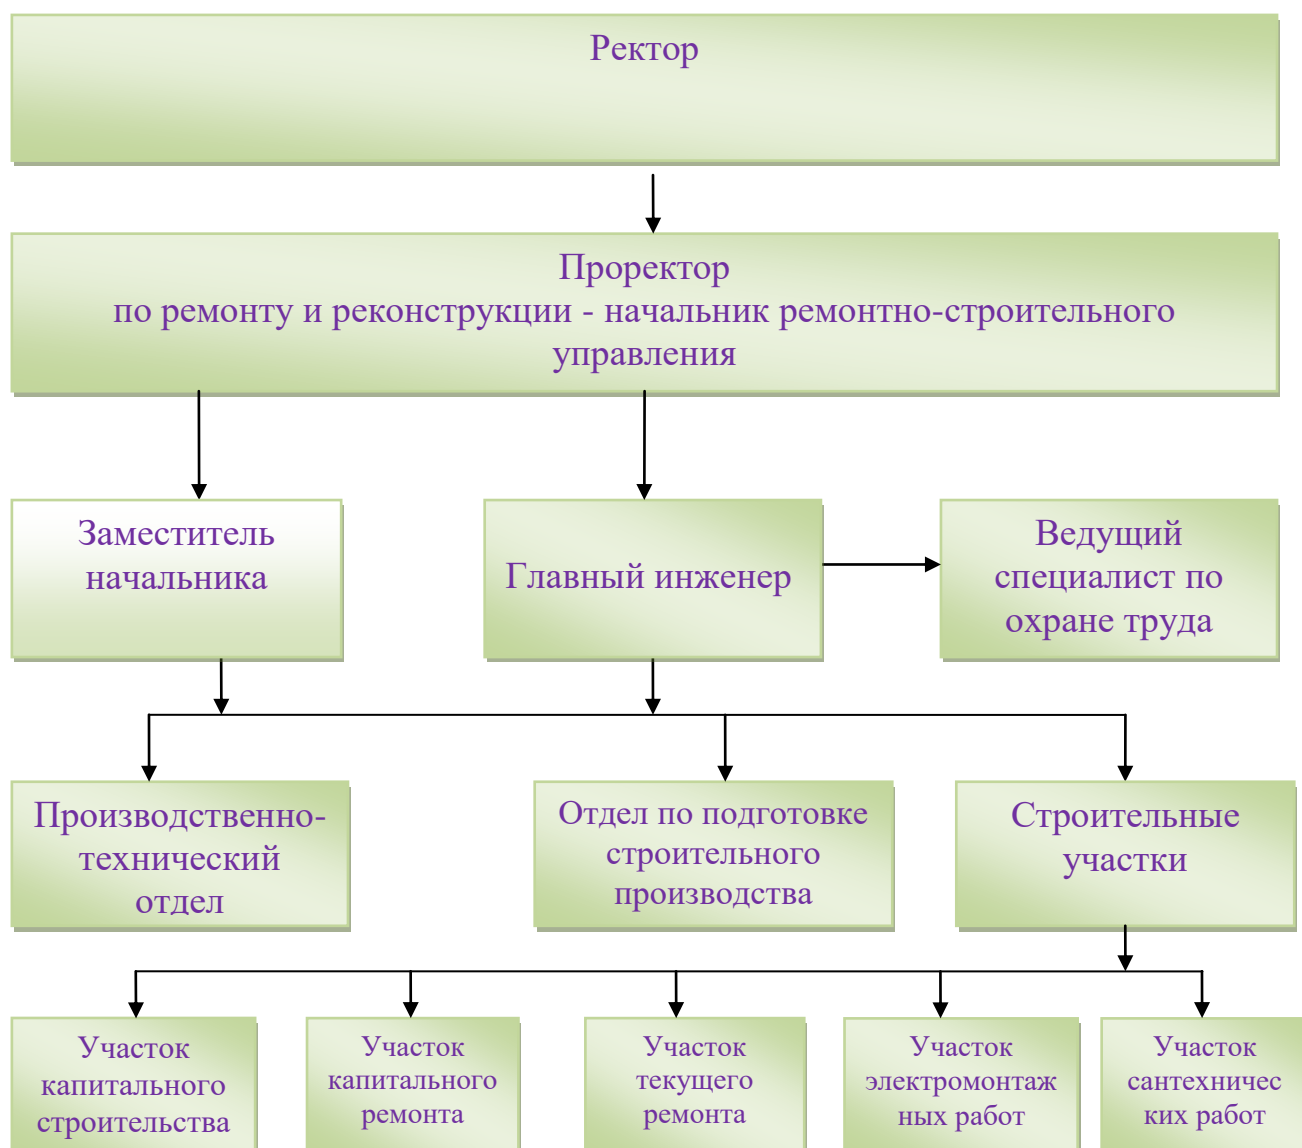 Ректор
Проректор
по ремонту и реконструкции - начальник ремонтно-строительного
управления
Заместитель
начальника
Главный инженер
Ведущий
специалист по
охране труда
Производственно-
технический
отдел
Отдел по подготовке
строительного
производства
Строительные
участки
Участок
капитального
строительства
Участок
капитального
ремонта
Участок
текущего
ремонта
Участок
электромонтаж
ных работ
Участок
сантехничес
ких работ